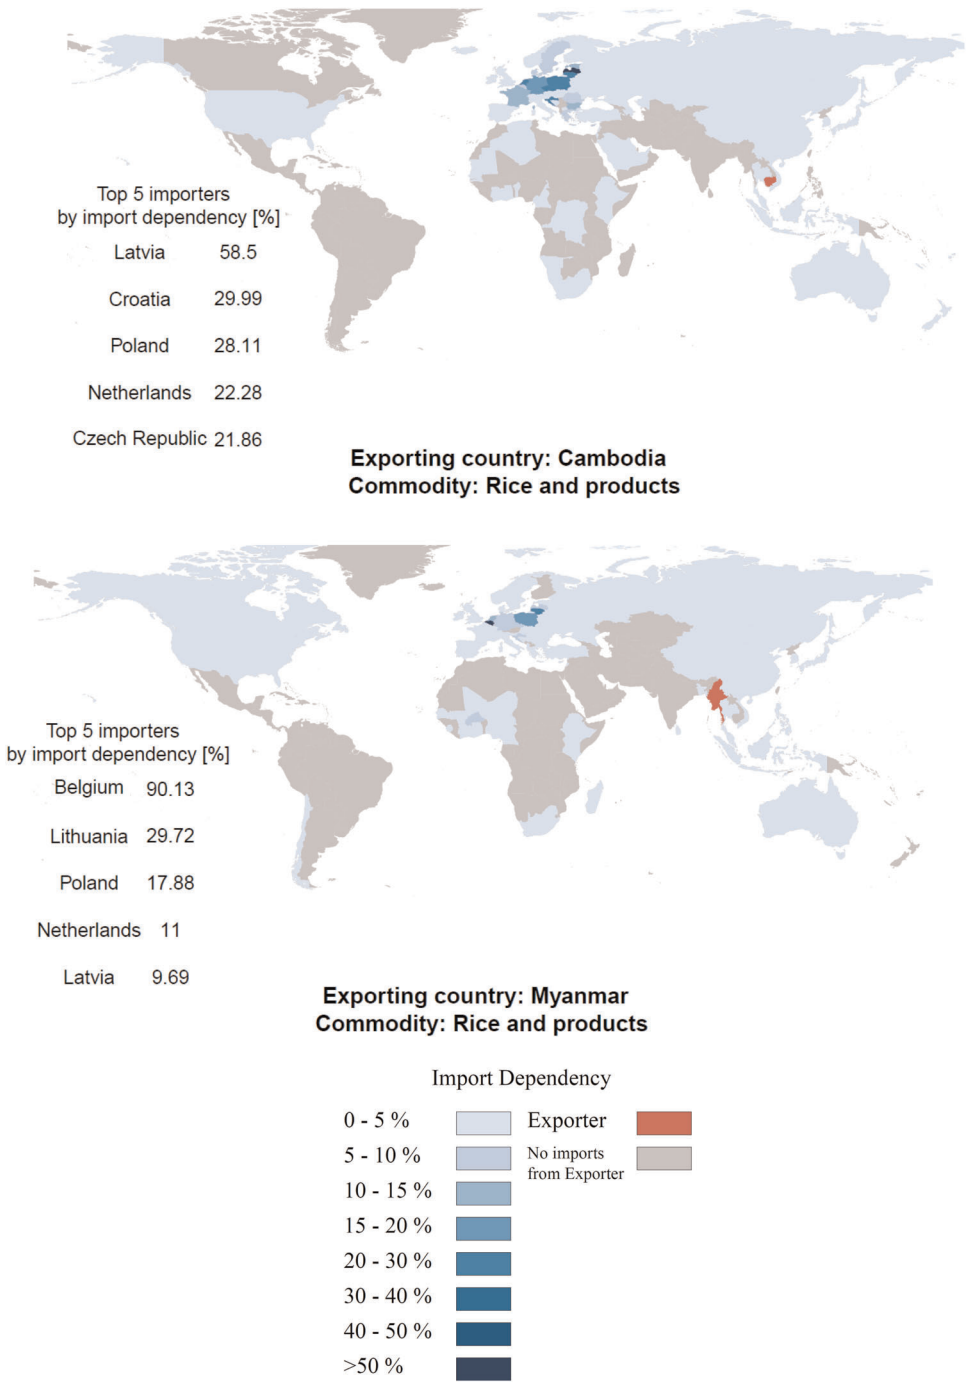 Top 5 importers
by import dependency [%]
Latvia 58.5
Croatia 29.99
Poland 28.11
Netherlands 22.28
Czech Republic 21.86
Exporting country: Cambodia
Commodity: Rice and products
Top 5 importers
by import dependency [%]
Belgium 90.13
Lithuania 29.72
Poland 17.88
Netherlands 11
Latvia 9.69
Exporting country: Myanmar
Commodity: Rice and products
Import Dependency
0 - 5 % Exporter
5 - 10 % No imports
from Exporter
10 - 15 %
15 - 20 %
20 - 30 %
30 - 40 %
40 - 50 %
>50 %